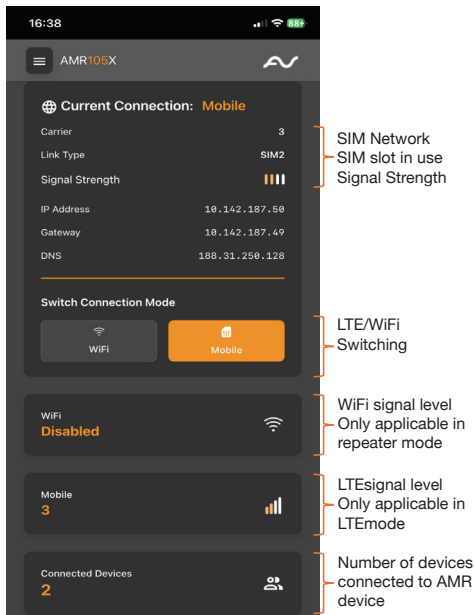 16:38
88+
AMR105X
Current Connection: Mobile
Carrier 3
Link Type SIM2
Signal Strength
IP Address 10.142.187.50
Gateway 10.142.187.49
DNS 188.31.250.128
Switch Connection Mode
WiFi Mobile
WiFi
Disabled
Mobile
3
Connected Devices
2
SIM Network
SIM slot in use
Signal Strength
LTE/WiFi
Switching
WiFi signal level
Only applicable in
repeater mode
LTEsignal level
Only applicable in
LTEmode
Number of devices
connected to AMR
device